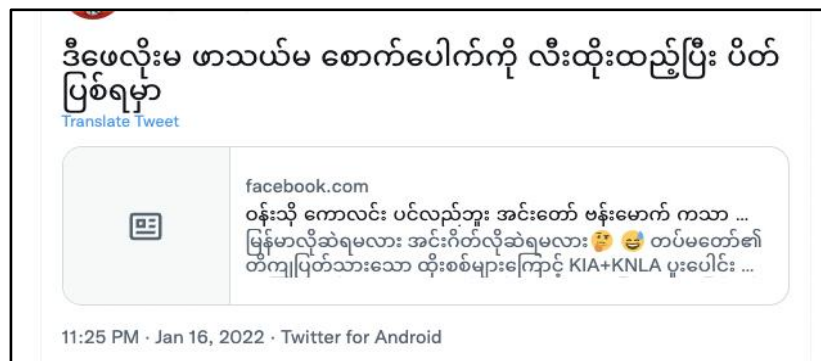 ဒီဖေလိုးမ ဖာသယ်မ စောက်ပေါက်ကို လီးထိုးထည့်ပြီး ပိတ်
ပြစ်ရမှာ
Translate Tweet
facebook.com
ဝန်းသို ကောလင်း ပင်လည်ဘူး အင်းတော် ဗန်းမောက် ကသာ ...
မြန်မာလိုဆဲရမလား အင်းဂိတ်လိုဆဲရမလား🤔 😅 တပ်မတော်၏
တိကျပြတ်သားသော ထိုးစစ်များကြောင့် KIA+KNLA ပူးပေါင်း ...
11:25 PM · Jan 16, 2022 · Twitter for Android